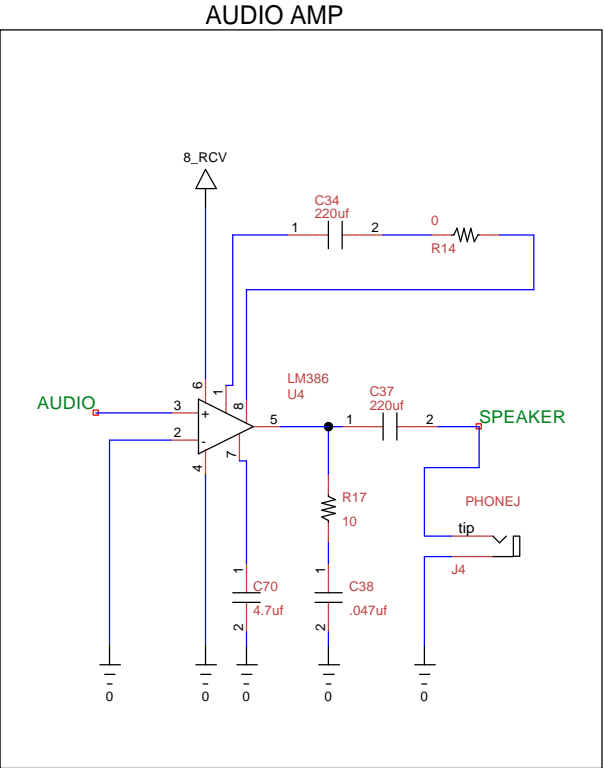 AUDIO AMP
8_RCV
C34
220uf
1
2
0
R14
6
1
8
LM386
U4
C37
220uf
AUDIO
3
+
5
1
2
SPEAKER
2
-
4
7
R17
10
PHONEJ
tip
J4
1
C70
4.7uf
2
1
C38
.047uf
2
0
0
0
0
0